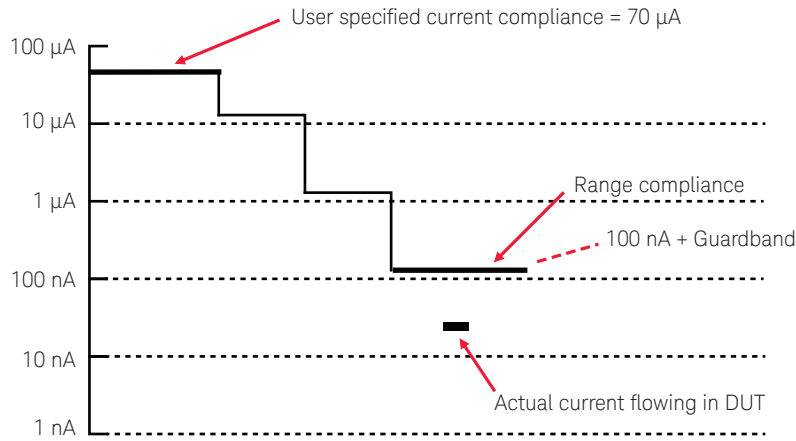 User specified current compliance = 70 µA
100 µA
10 µA
Range compliance
1 µA
100 nA + Guardband
100 nA
10 nA
Actual current flowing in DUT
1 nA